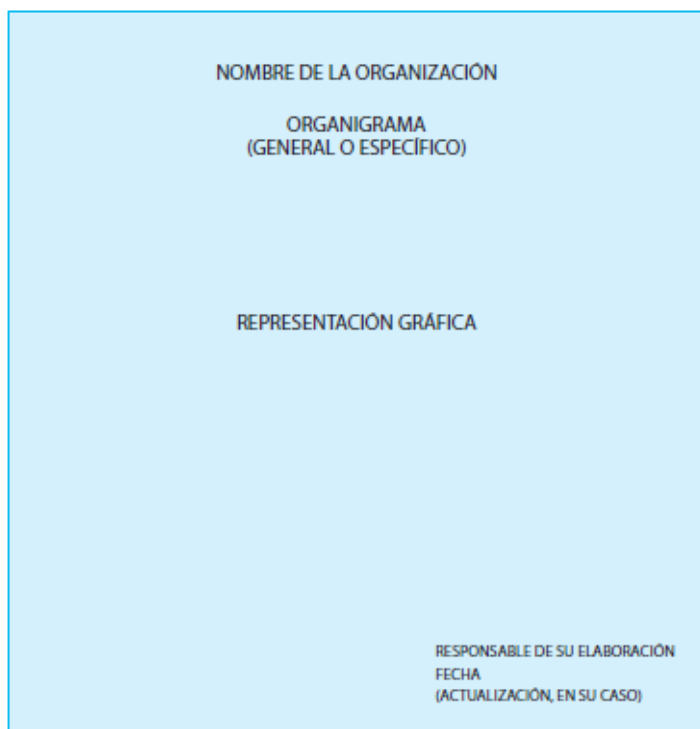 NOMBRE DE LA ORGANIZACIÓN
ORGANIGRAMA
(GENERAL O ESPECÍFICO)
REPRESENTACIÓN GRÁFICA
RESPONSABLE DE SU ELABORACIÓN
FECHA
(ACTUALIZACIÓN, EN SU CASO)